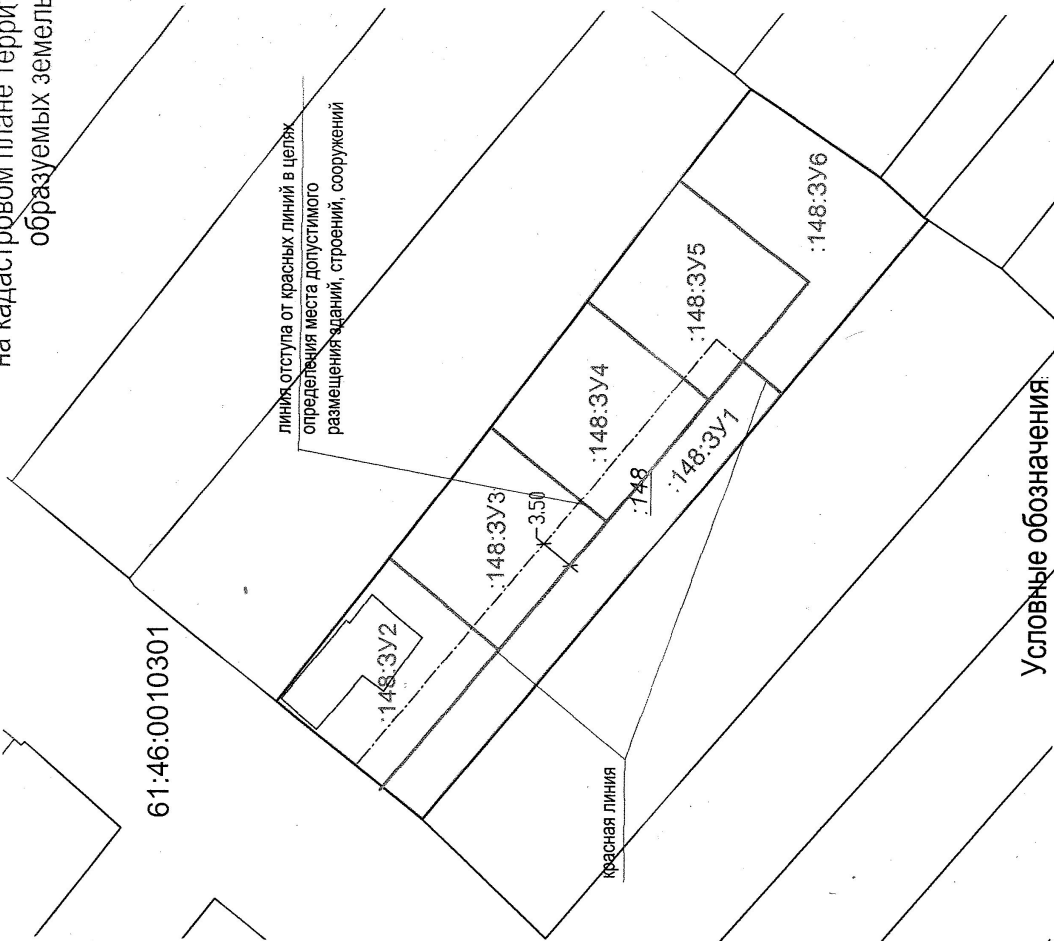 на кадастровом плане
образуемых
61:46:0010301
линия отступа от красных линий в целях
определения места допустимого
размещения зданий, строений, сооружений
:148:ЗУ2
:148:ЗУ3
3.50
:148:ЗУ4
:148:ЗУ5
:148:ЗУ6
:148
:148:ЗУ1
красная линия
Условные обозначения: